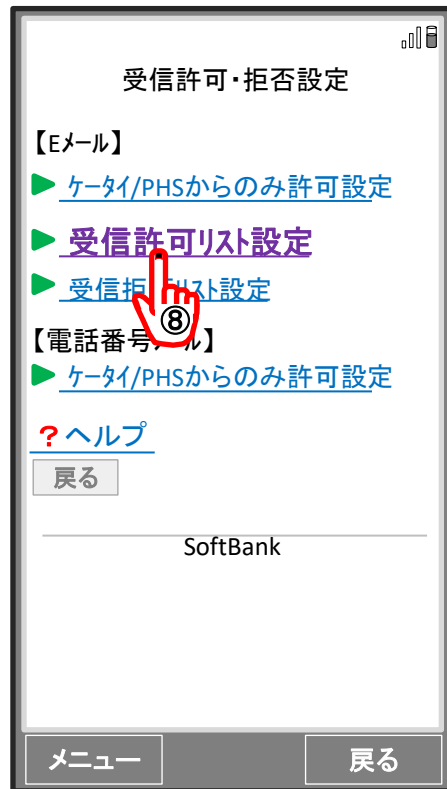 受信許可・拒否設定
【Eﾒｰﾙ】
ｹｰﾀｲ/PHSからのみ許可設定
受信許可ﾘｽﾄ設定
受信拒 ﾘｽﾄ設定
⑧
【電話番号 ｰﾙ】
ｹｰﾀｲ/PHSからのみ許可設定
？ヘルプ
戻る
SoftBank
メニュー 戻る